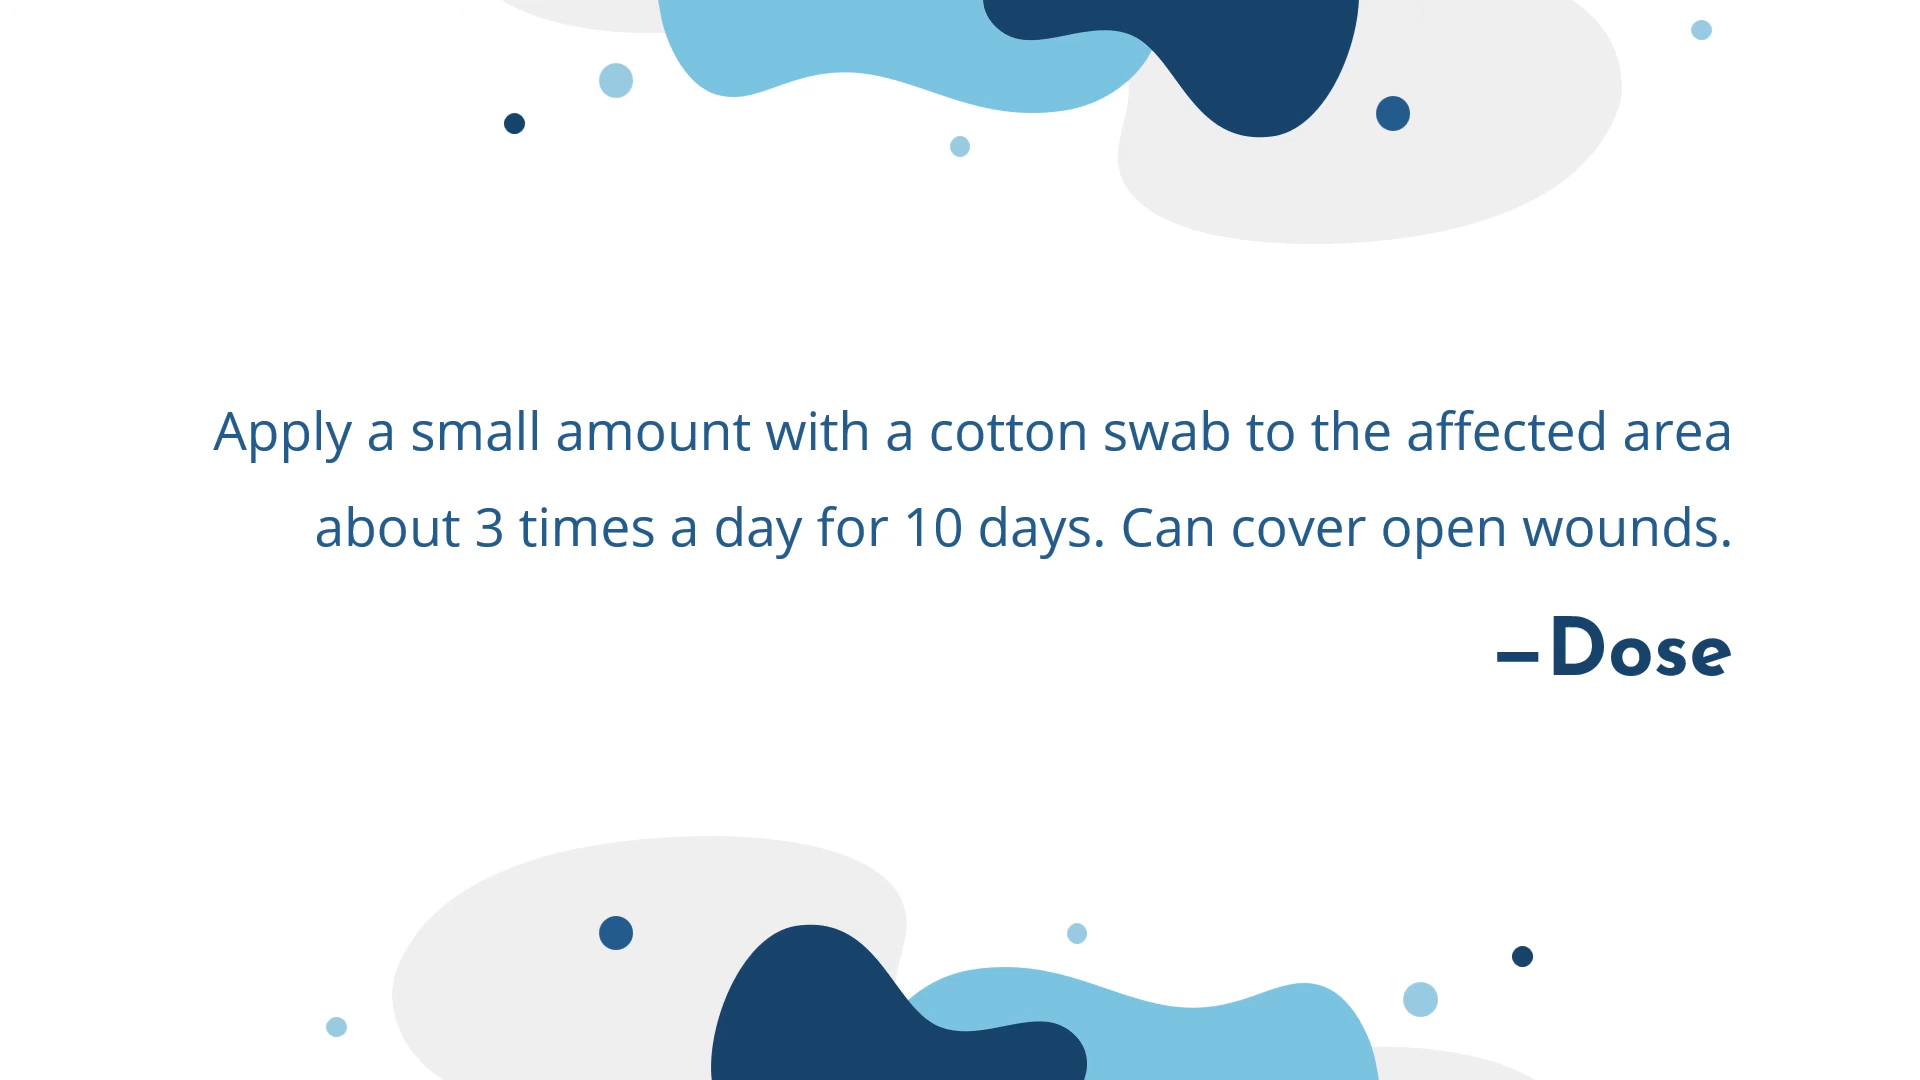 Apply a small amount with a cotton swab to the affected area
about 3 times a day for 10 days. Can cover open wounds.
—Dose